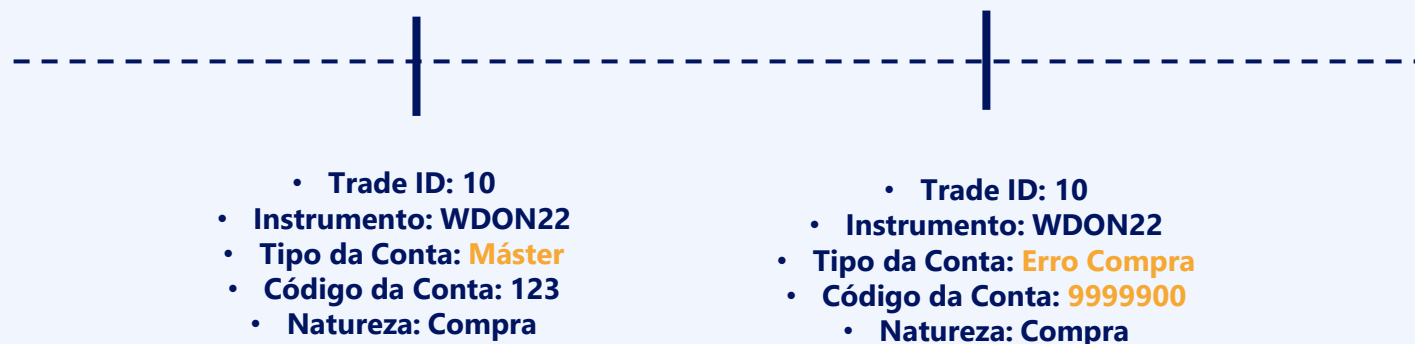 • Trade ID: 10
• Instrumento: WDON22
• Tipo da Conta: Máster
• Código da Conta: 123
• Natureza: Compra
• Trade ID: 10
• Instrumento: WDON22
• Tipo da Conta: Erro Compra
• Código da Conta: 9999900
• Natureza: Compra